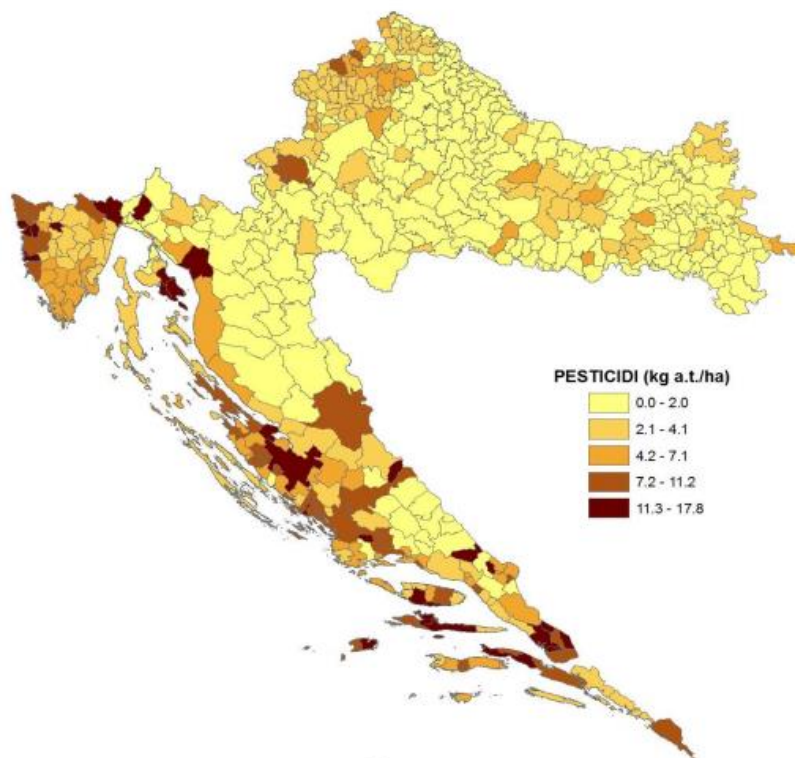 PESTICIDI (kg a.t./ha)
0.0 - 2.0
2.1 - 4.1
4.2 - 7.1
7.2 - 11.2
11.3 - 17.8